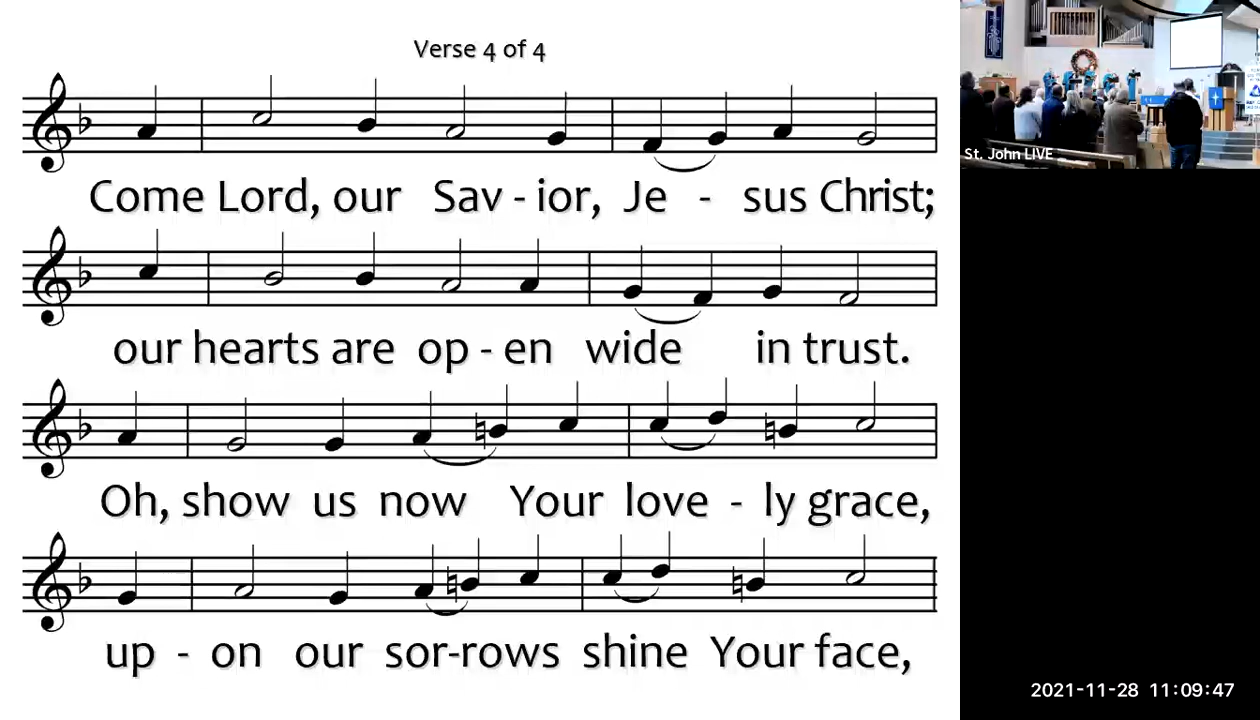 Verse 4 of 4
Come Lord, our Sav - ior, Je - sus Christ;
our hearts are op - en wide in trust.
Oh, show us now Your love - ly grace,
up - on our sor-rows shine Your face,
St. John LIVE
2021-11-28 11:09:47